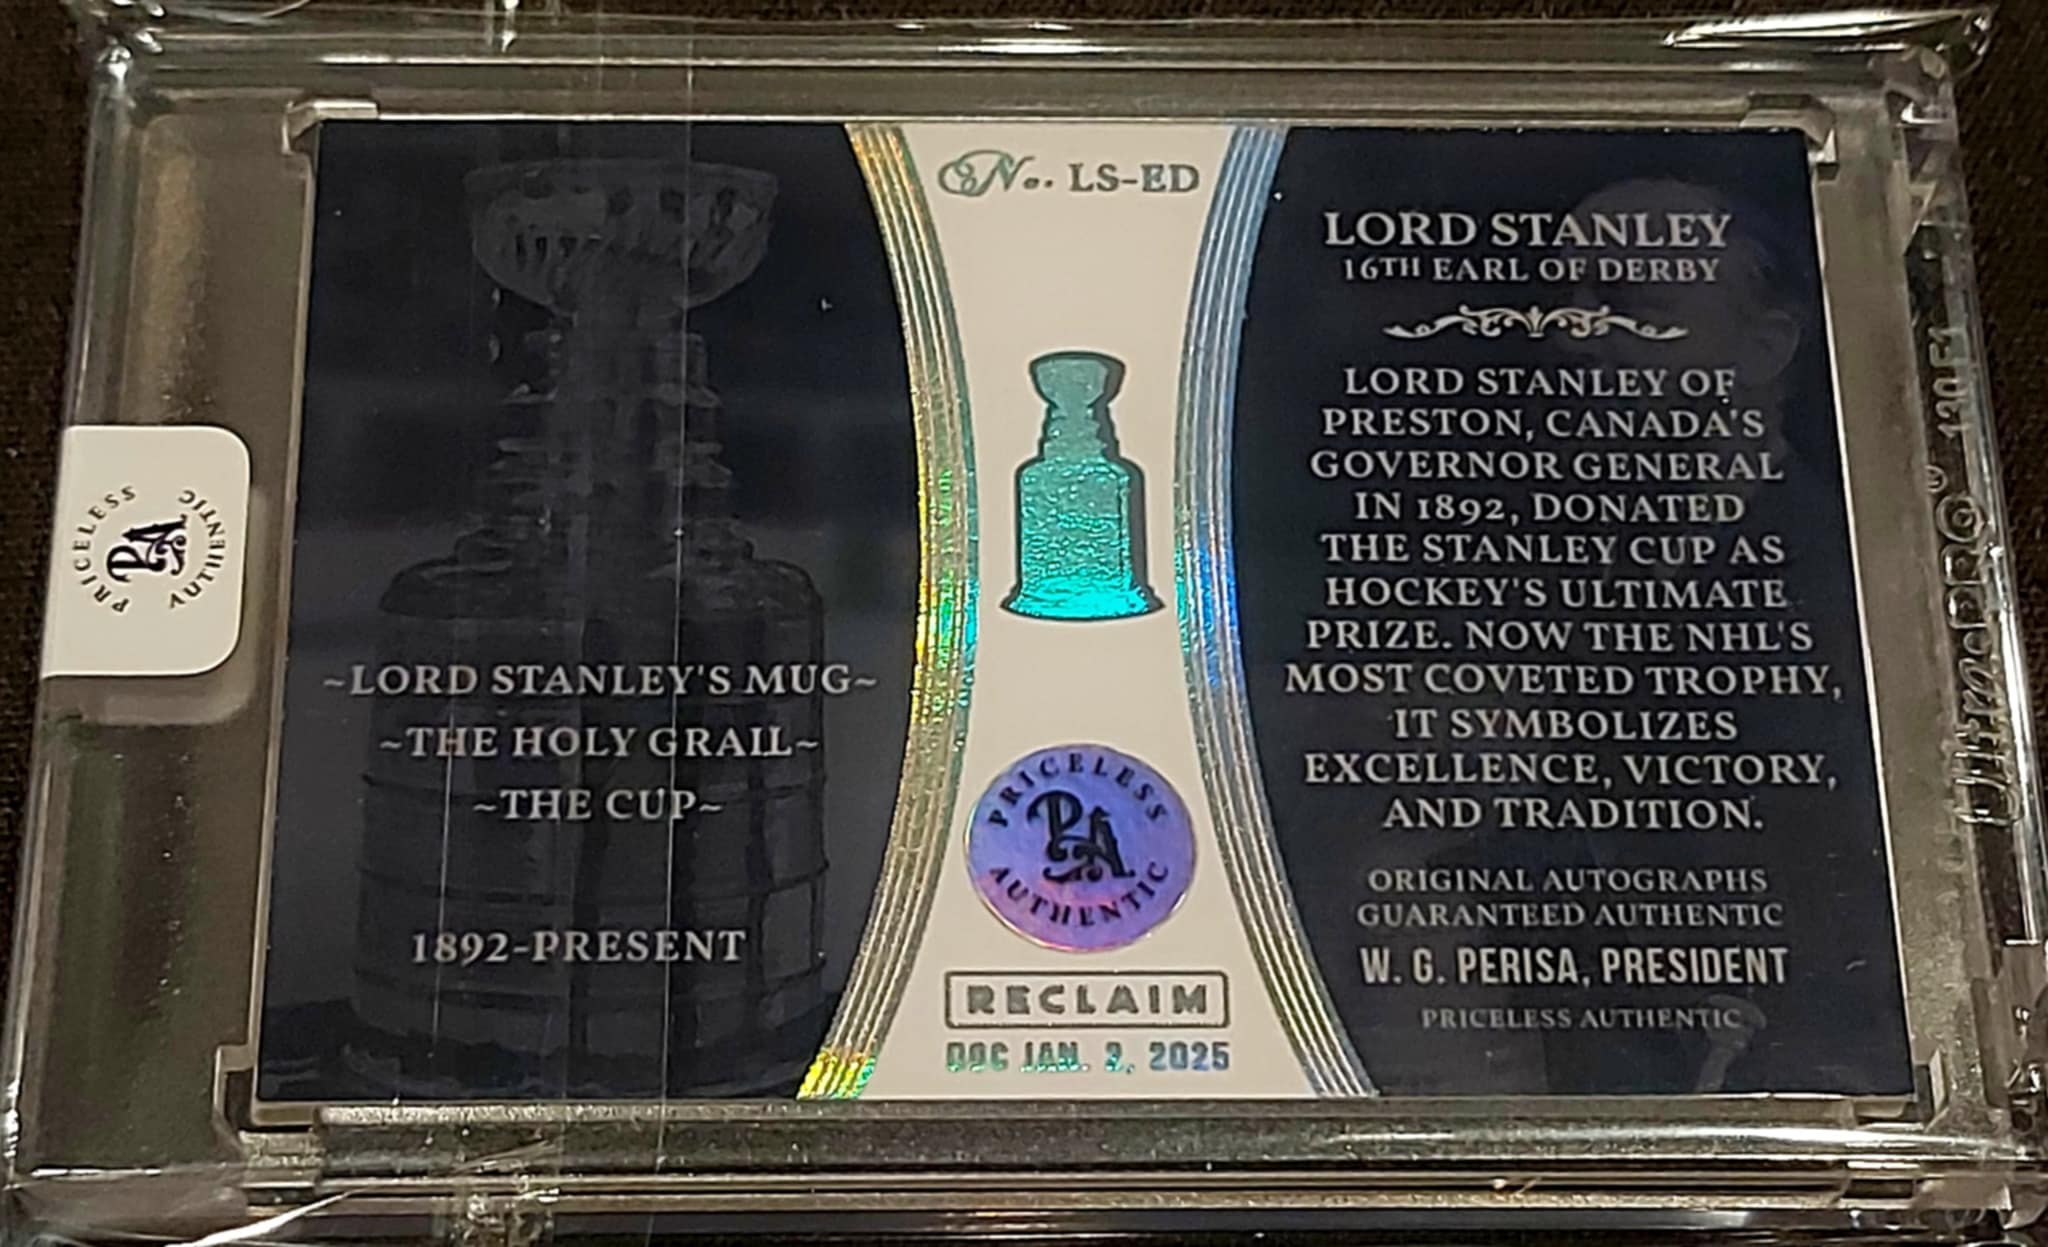 No. LS-ED
LORD STANLEY
16TH EARL OF DERBY
LORD STANLEY OF
PRESTON, CANADA'S
GOVERNOR GENERAL
IN 1892, DONATED
THE STANLEY CUP AS
HOCKEY'S ULTIMATE
PRIZE. NOW THE NHL'S
MOST COVETED TROPHY,
IT SYMBOLIZES
EXCELLENCE, VICTORY,
AND TRADITION.
ORIGINAL AUTOGRAPHS
GUARANTEED AUTHENTIC
W. G. PERISA, PRESIDENT
PRICELESS AUTHENTIC
~LORD STANLEY'S MUG~
~THE HOLY GRAIL~
~THE CUP~
1892-PRESENT
PRICELESS
PA
AUTHENTIC
RECLAIM
DOC JAN. 2, 2025
PRICELESS
PA
AUTHENTIC
Ultra PRO®